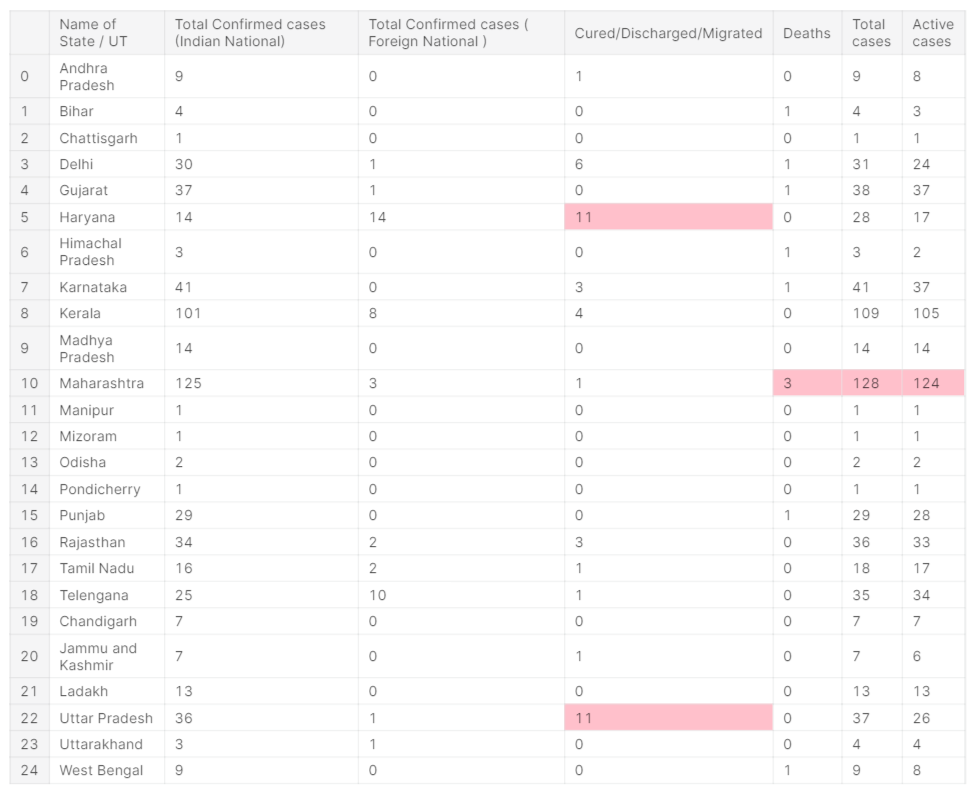 Name of State / UT Total Confirmed cases (Indian National) Total Confirmed cases ( Foreign National ) Cured/Discharged/Migrated Deaths Total cases Active cases
0 Andhra Pradesh 9 0 1 0 9 8
1 Bihar 4 0 0 1 4 3
2 Chattisgarh 1 0 0 0 1 1
3 Delhi 30 1 6 1 31 24
4 Gujarat 37 1 0 1 38 37
5 Haryana 14 14 11 0 28 17
6 Himachal Pradesh 3 0 0 1 3 2
7 Karnataka 41 0 3 1 41 37
8 Kerala 101 8 4 0 109 105
9 Madhya Pradesh 14 0 0 0 14 14
10 Maharashtra 125 3 1 3 128 124
11 Manipur 1 0 0 0 1 1
12 Mizoram 1 0 0 0 1 1
13 Odisha 2 0 0 0 2 2
14 Pondicherry 1 0 0 0 1 1
15 Punjab 29 0 0 1 29 28
16 Rajasthan 34 2 3 0 36 33
17 Tamil Nadu 16 2 1 0 18 17
18 Telengana 25 10 1 0 35 34
19 Chandigarh 7 0 0 0 7 7
20 Jammu and Kashmir 7 0 1 0 7 6
21 Ladakh 13 0 0 0 13 13
22 Uttar Pradesh 36 1 11 0 37 26
23 Uttarakhand 3 1 0 0 4 4
24 West Bengal 9 0 0 1 9 8